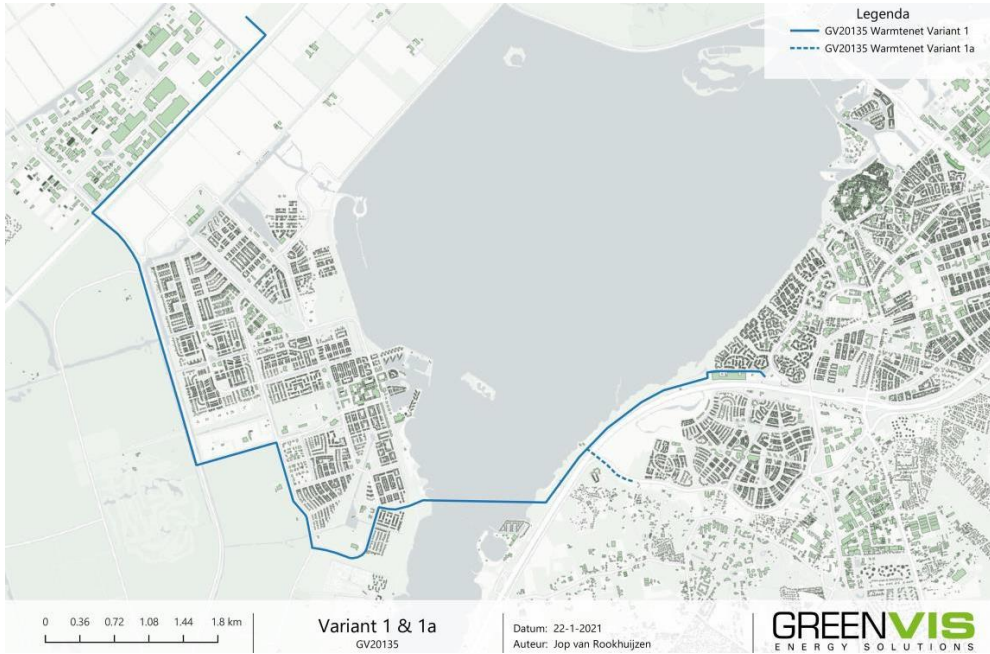 Legenda
GV20135 Warmtenet Variant 1
GV20135 Warmtenet Variant 1a
0 0.36 0.72 1.08 1.44 1.8 km
Variant 1 & 1a
GV20135
Datum: 22-1-2021
Auteur: Jop van Rookhuijzen
GREENVIS
ENERGY SOLUTIONS